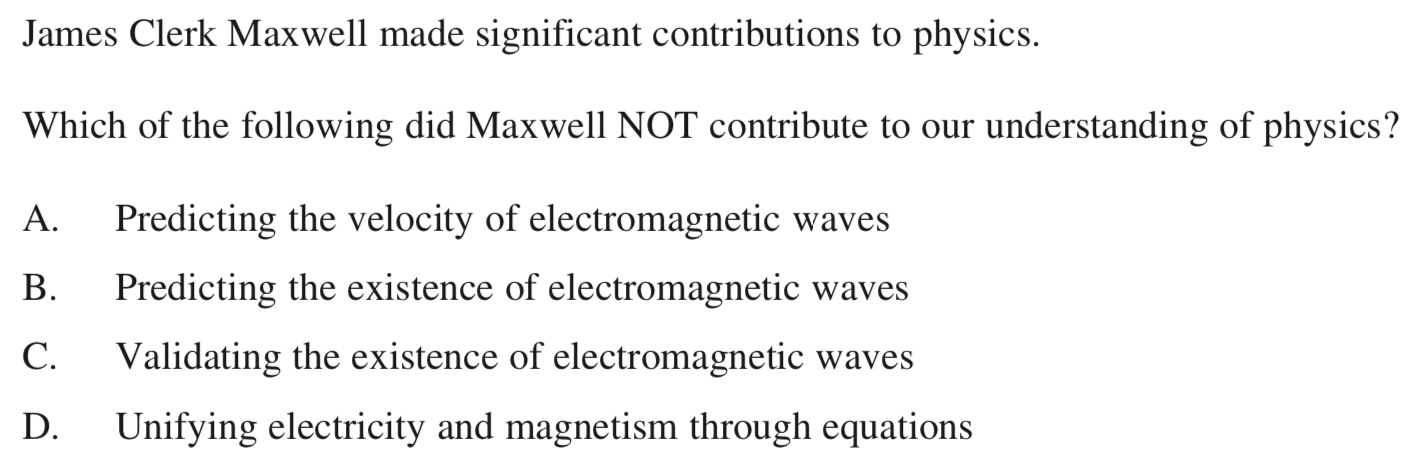 James Clerk Maxwell made significant contributions to physics.
Which of the following did Maxwell NOT contribute to our understanding of physics?
A. Predicting the velocity of electromagnetic waves
B. Predicting the existence of electromagnetic waves
C. Validating the existence of electromagnetic waves
D. Unifying electricity and magnetism through equations